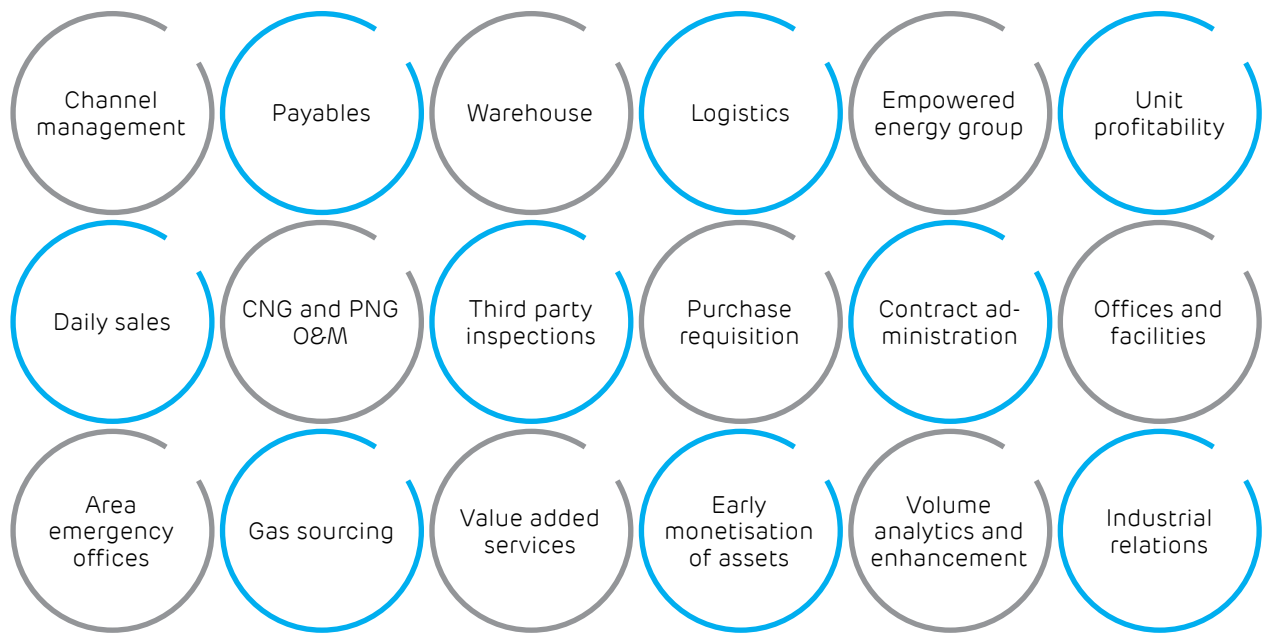 Channel
management
Payables
Warehouse
Logistics
Empowered
energy group
Unit
profitability
Daily sales
CNG and PNG
O&M
Third party
inspections
Purchase
requisition
Contract ad-
ministration
Offices and
facilities
Area
emergency
offices
Gas sourcing
Value added
services
Early
monetisation
of assets
Volume
analytics and
enhancement
Industrial
relations